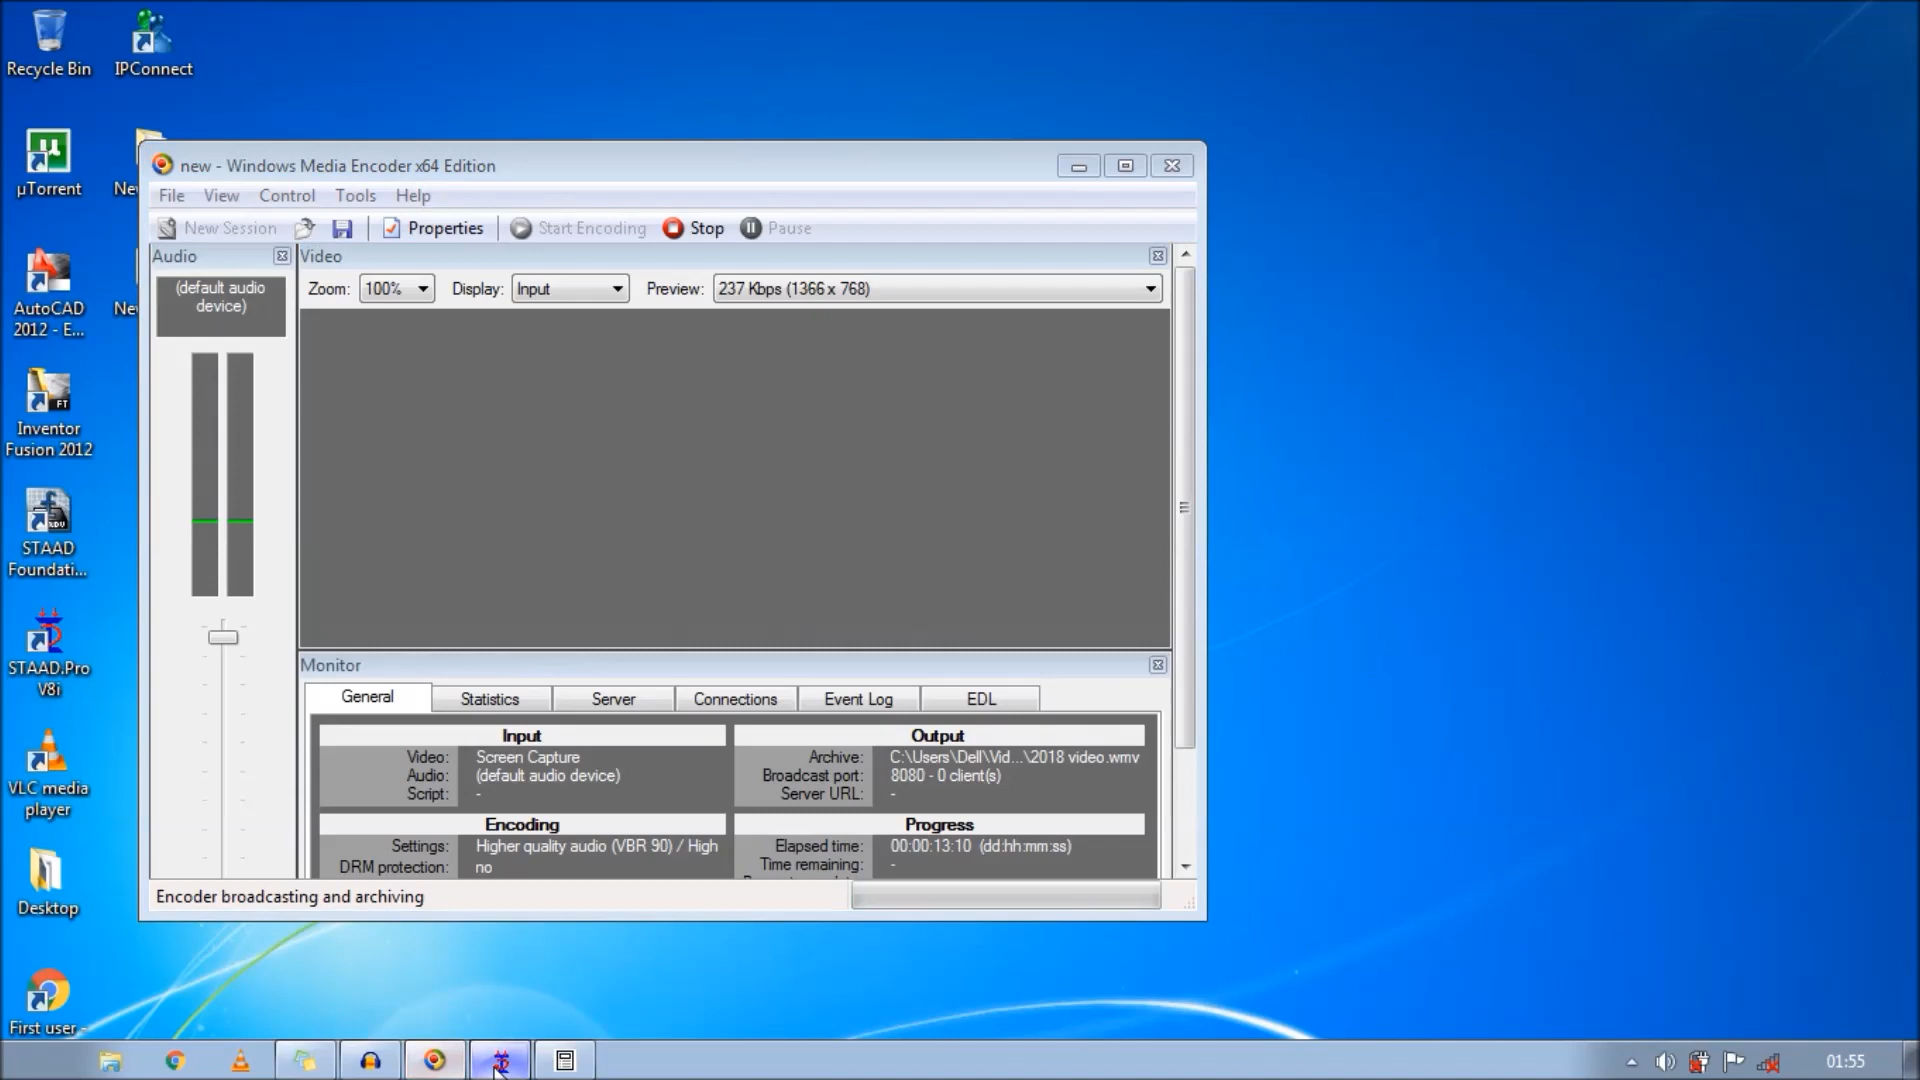 Recycle Bin
IPConnect
µTorrent
AutoCAD
2012 - E...
Inventor
Fusion 2012
FT
STAAD
Foundati...
STAAD.Pro
V8i
VLC media
player
Desktop
First user -
new - Windows Media Encoder x64 Edition
File View Control Tools Help
New Session Properties Start Encoding Stop Pause
Audio
(default audio
device)
Video
Zoom: 100% Display: Input Preview: 237 Kbps (1366 x 768)
Monitor
General Statistics Server Connections Event Log EDL
Input
Video: Screen Capture
Audio: (default audio device)
Script: -
Output
Archive: C:\Users\Dell\Vid...\2018 video.wmv
Broadcast port: 8080 - 0 client(s)
Server URL: -
Encoding
Settings: Higher quality audio (VBR 90) / High
DRM protection: no
Progress
Elapsed time: 00:00:13:10 (dd:hh:mm:ss)
Time remaining: -
Encoder broadcasting and archiving
01:55